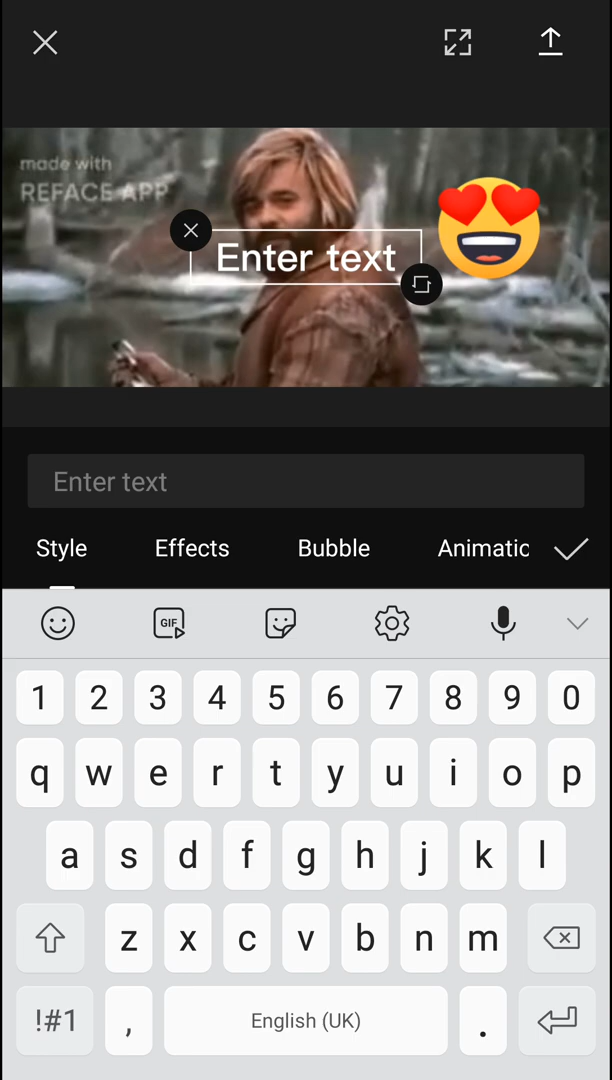 made with
REFACE APP
Enter text
Enter text
Style Effects Bubble Animatic
GIF
1 2 3 4 5 6 7 8 9 0
q w e r t y u i o p
a s d f g h j k l
z x c v b n m
!#1 , English (UK) .